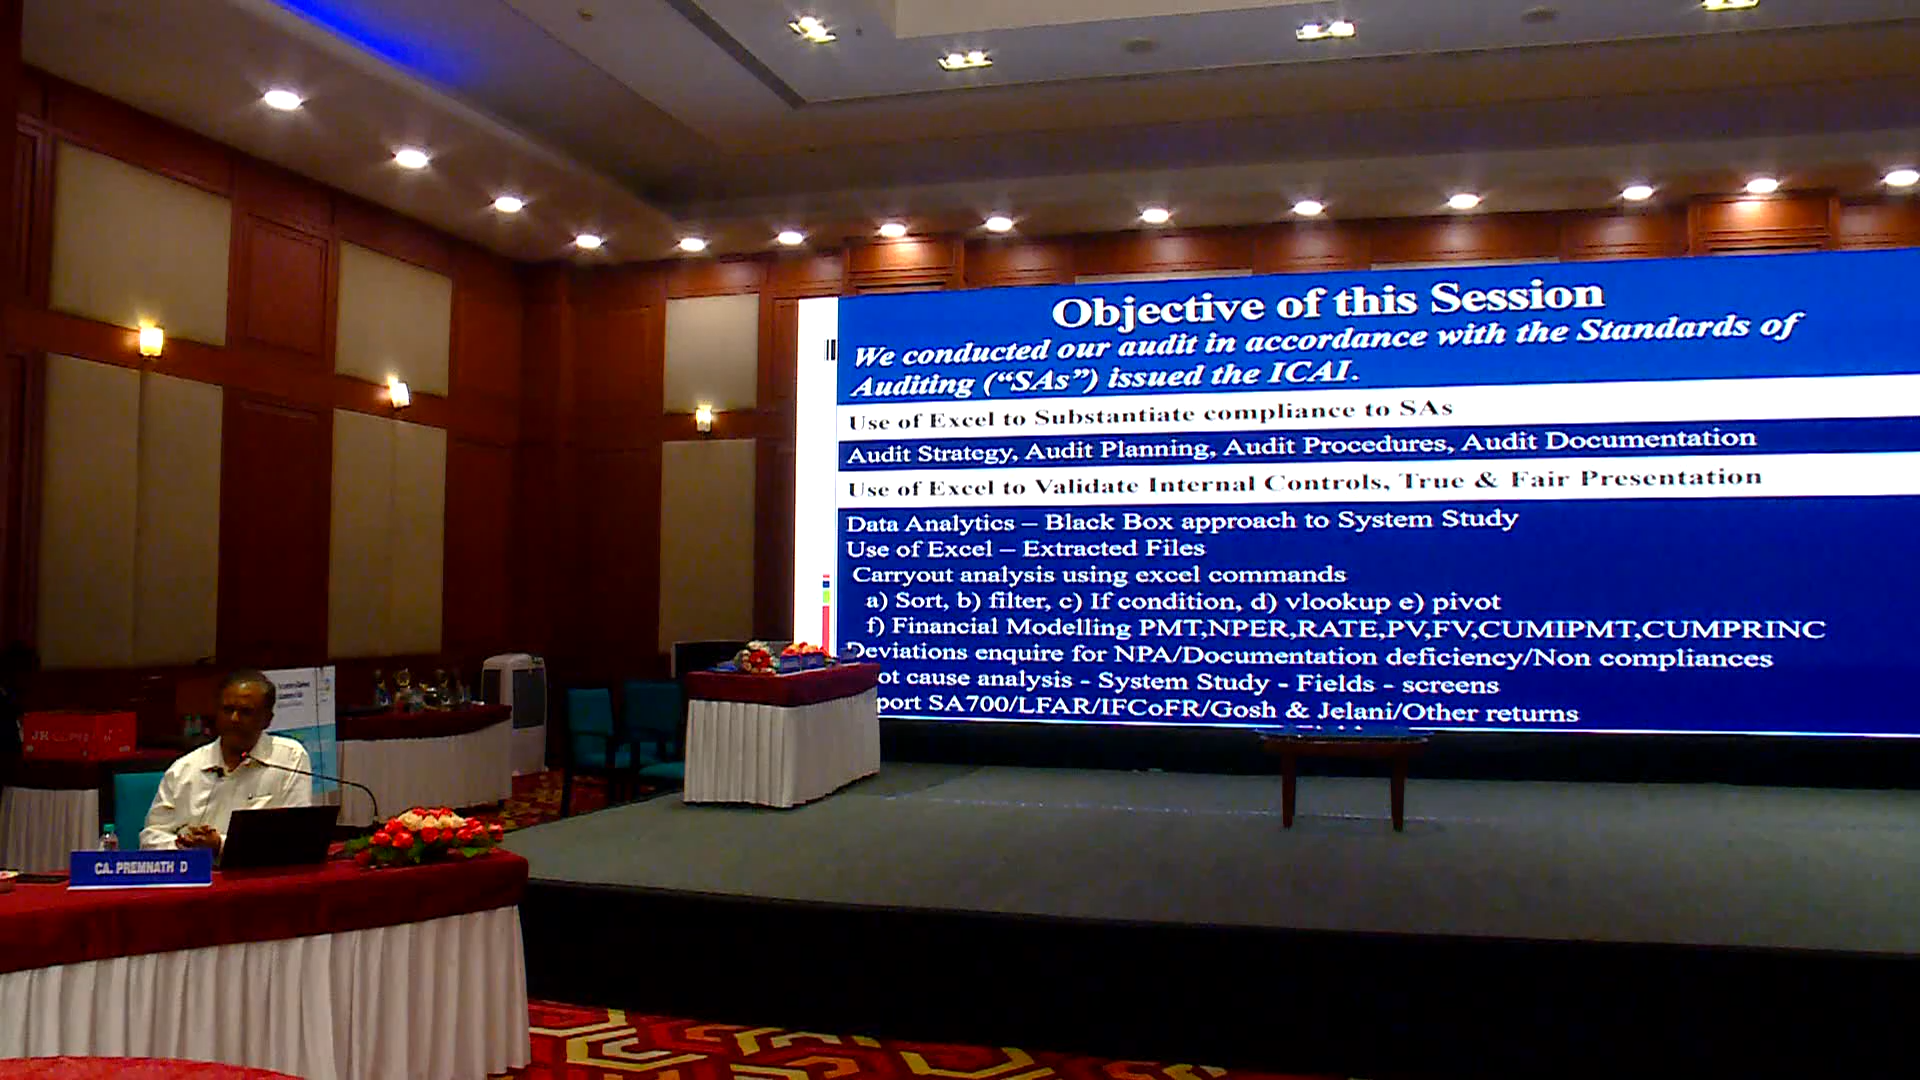 Objective of this Session
We conducted our audit in accordance with the Standards of
Auditing (“SAs”) issued the ICAI.
Use of Excel to Substantiate compliance to SAs
Audit Strategy, Audit Planning, Audit Procedures, Audit Documentation
Use of Excel to Validate Internal Controls, True & Fair Presentation
Data Analytics – Black Box approach to System Study
Use of Excel – Extracted Files
Carryout analysis using excel commands
a) Sort, b) filter, c) If condition, d) vlookup e) pivot
f) Financial Modelling PMT,NPER,RATE,PV,FV,CUMIPMT,CUMPRINC
Deviations enquire for NPA/Documentation deficiency/Non compliances
ot cause analysis - System Study - Fields - screens
port SA700/LFAR/IFCoFR/Gosh & Jelani/Other returns
CA. PREMNATH D